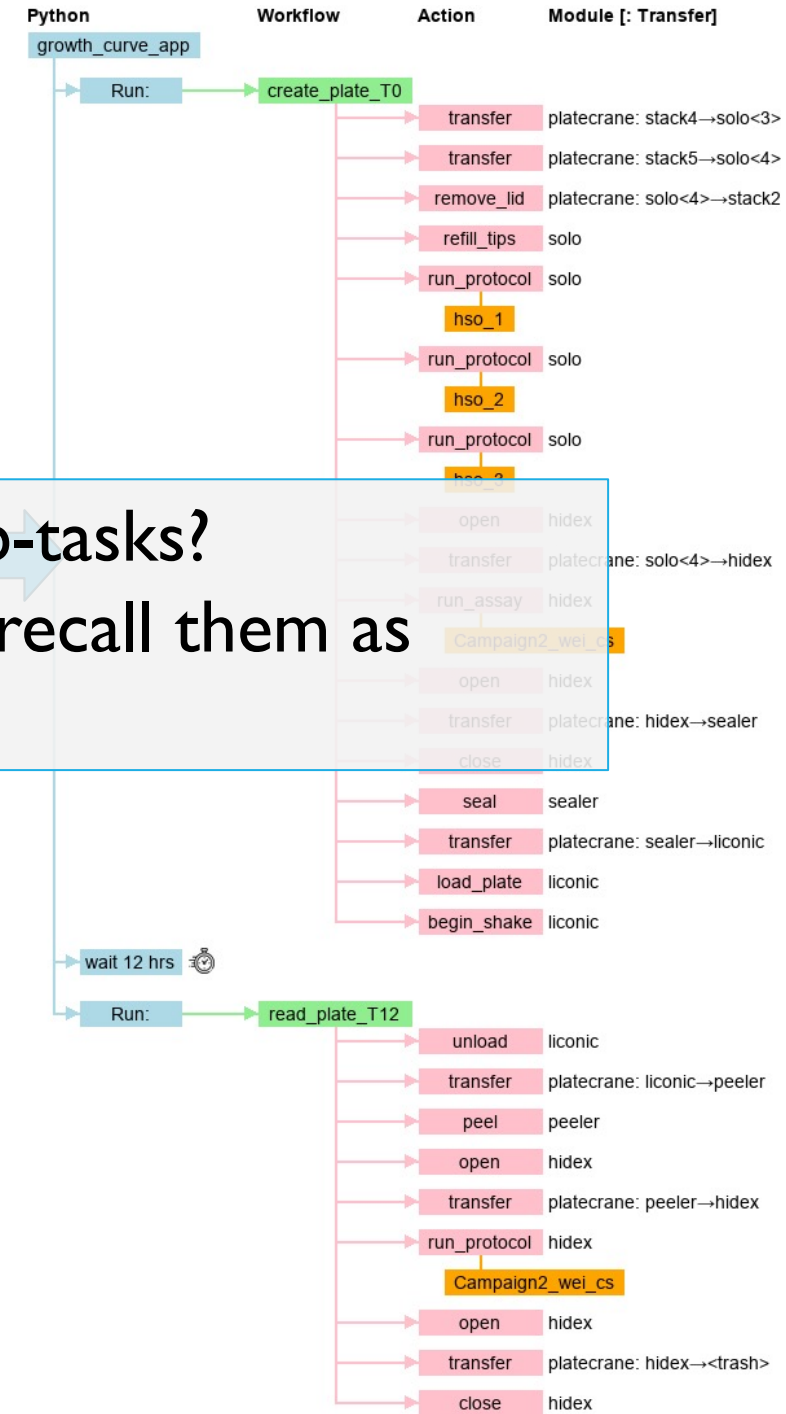 Python Workflow Action Module [: Transfer]
growth_curve_app
Run: create_plate_T0
transfer platecrane: stack4→solo<3>
transfer platecrane: stack5→solo<4>
remove_lid platecrane: solo<4>→stack2
refill_tips solo
run_protocol solo
hso_1
run_protocol solo
hso_2
run_protocol solo
hso_3
-tasks?
open hidex
transfer platecrane: solo<4>→hidex
run_assay hidex
recall them as
Campaign2_wei_cs
open hidex
transfer platecrane: hidex→sealer
close hidex
seal sealer
transfer platecrane: sealer→liconic
load_plate liconic
begin_shake liconic
wait 12 hrs
Run: read_plate_T12
unload liconic
transfer platecrane: liconic→peeler
peel peeler
open hidex
transfer platecrane: peeler→hidex
run_protocol hidex
Campaign2_wei_cs
open hidex
transfer platecrane: hidex→<trash>
close hidex